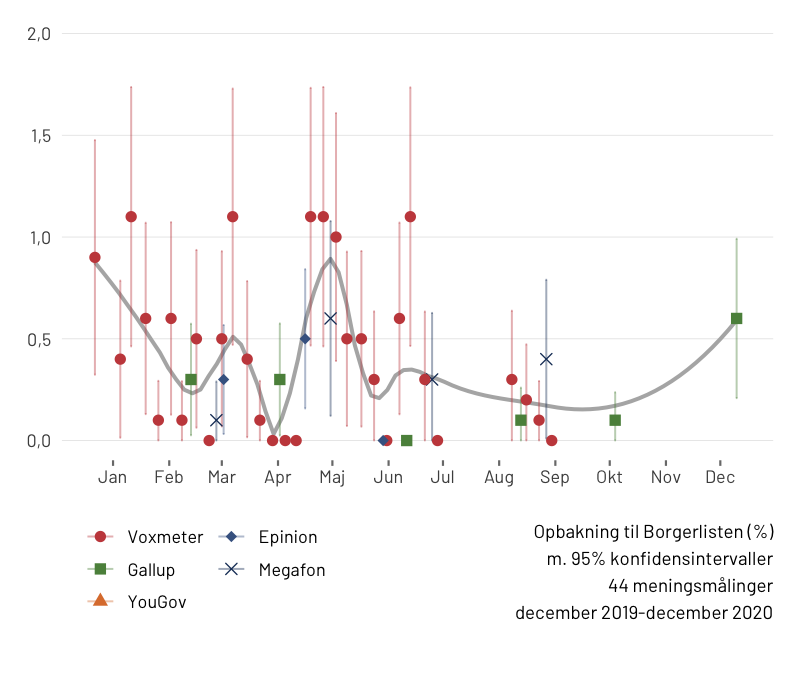 2,0
1,5
1,0
0,5
0,0
Jan Feb Mar Apr Maj Jun Jul Aug Sep Okt Nov Dec
Voxmeter Epinion
Gallup Megafon
YouGov
Opbakning til Borgerlisten (%)
m. 95% konfidensintervaller
44 meningsmålinger
december 2019-december 2020